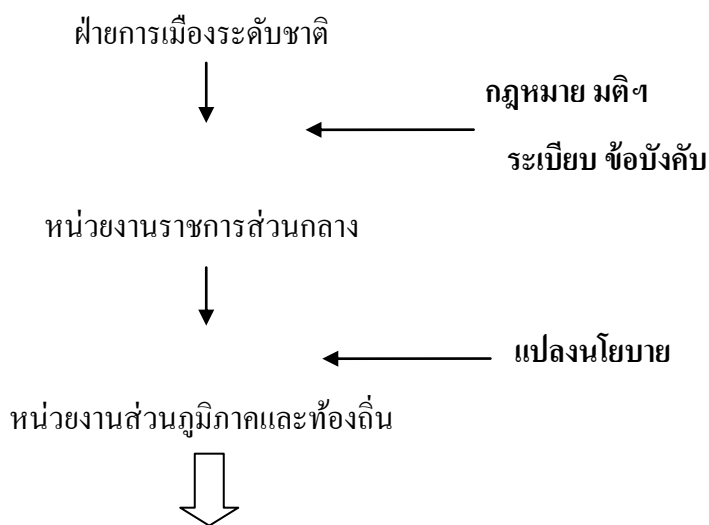 ฝ่ายการเมืองระดับชาติ
กฎหมาย มติฯ
ระเบียบ ข้อบังคับ
หน่วยงานราชการส่วนกลาง
แปลงนโยบาย
หน่วยงานส่วนภูมิภาคและท้องถิ่น